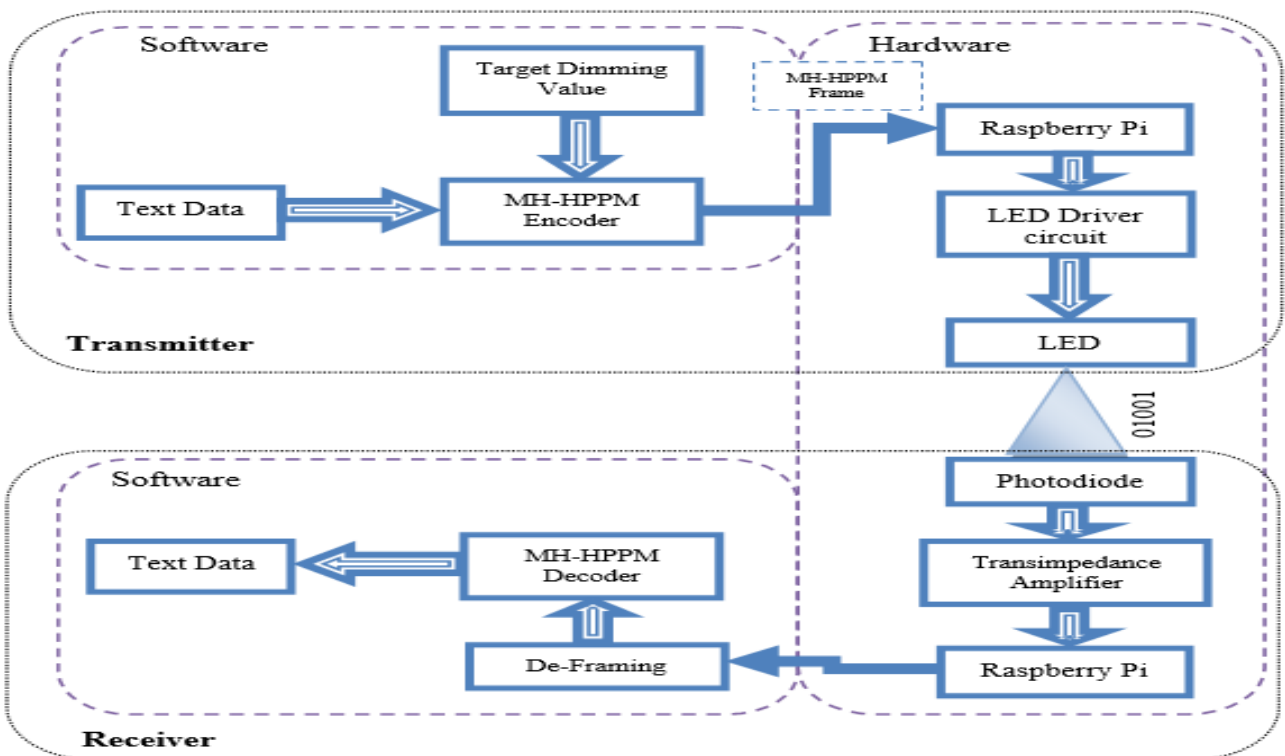 Software
Hardware
Target Dimming
Value
MH-HPPM
Frame
Raspberry Pi
Text Data
MH-HPPM
Encoder
LED Driver
circuit
LED
Transmitter
01001
Software
Photodiode
Text Data
MH-HPPM
Decoder
Transimpedance
Amplifier
De-Framing
Raspberry Pi
Receiver